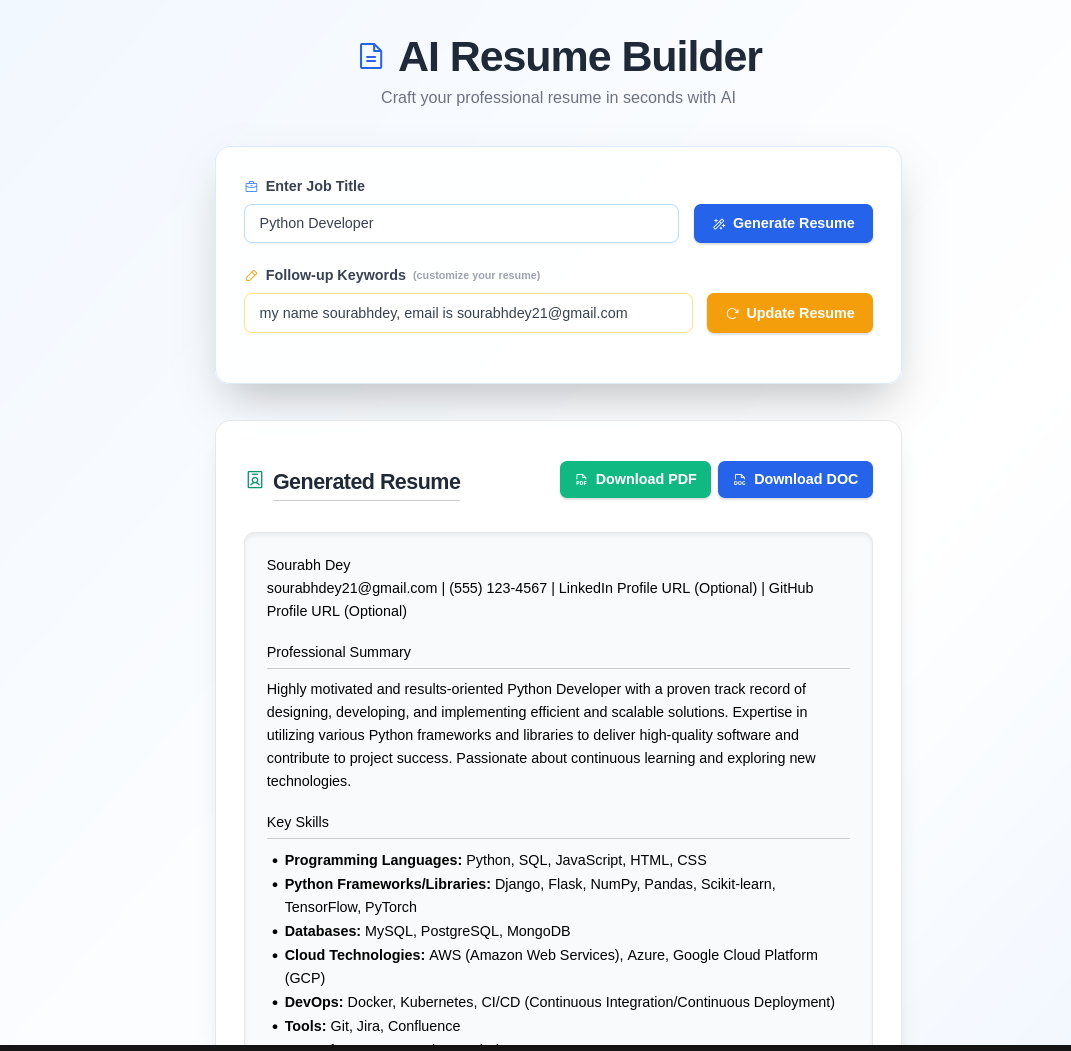 AI Resume Builder
Craft your professional resume in seconds with AI
Enter Job Title
Python Developer
Generate Resume
Follow-up Keywords (customize your resume)
my name sourabhdey, email is sourabhdey21@gmail.com
Update Resume
Generated Resume
PDF Download PDF
DOC Download DOC
Sourabh Dey
sourabhdey21@gmail.com | (555) 123-4567 | LinkedIn Profile URL (Optional) | GitHub
Profile URL (Optional)
Professional Summary
Highly motivated and results-oriented Python Developer with a proven track record of
designing, developing, and implementing efficient and scalable solutions. Expertise in
utilizing various Python frameworks and libraries to deliver high-quality software and
contribute to project success. Passionate about continuous learning and exploring new
technologies.
Key Skills
• Programming Languages: Python, SQL, JavaScript, HTML, CSS
• Python Frameworks/Libraries: Django, Flask, NumPy, Pandas, Scikit-learn,
TensorFlow, PyTorch
• Databases: MySQL, PostgreSQL, MongoDB
• Cloud Technologies: AWS (Amazon Web Services), Azure, Google Cloud Platform
(GCP)
• DevOps: Docker, Kubernetes, CI/CD (Continuous Integration/Continuous Deployment)
• Tools: Git, Jira, Confluence